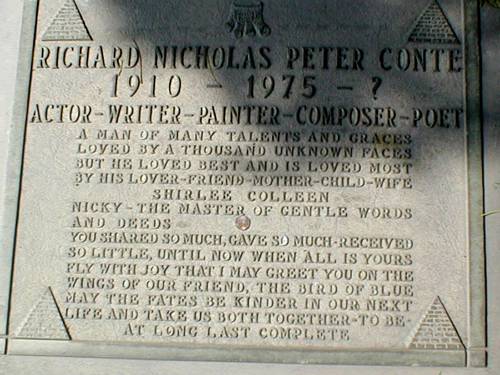 RICHARD NICHOLAS PETER CONTE
1910 - 1975 - ?
ACTOR-WRITER-PAINTER-COMPOSER-POET
A MAN OF MANY TALENTS AND GRACES
LOVED BY A THOUSAND UNKNOWN FACES
BUT HE LOVED BEST AND IS LOVED MOST
BY HIS LOVER-FRIEND-MOTHER-CHILD-WIFE
SHIRLEE COLLEEN
NICKY-THE MASTER OF GENTLE WORDS
AND DEEDS
YOU SHARED SO MUCH, GAVE SO MUCH-RECEIVED
SO LITTLE, UNTIL NOW WHEN ALL IS YOURS
FLY WITH JOY THAT I MAY GREET YOU ON THE
WINGS OF OUR FRIEND, THE BIRD OF BLUE
MAY THE FATES BE KINDER IN OUR NEXT
LIFE AND TAKE US BOTH TOGETHER-TO BE-
AT LONG LAST COMPLETE